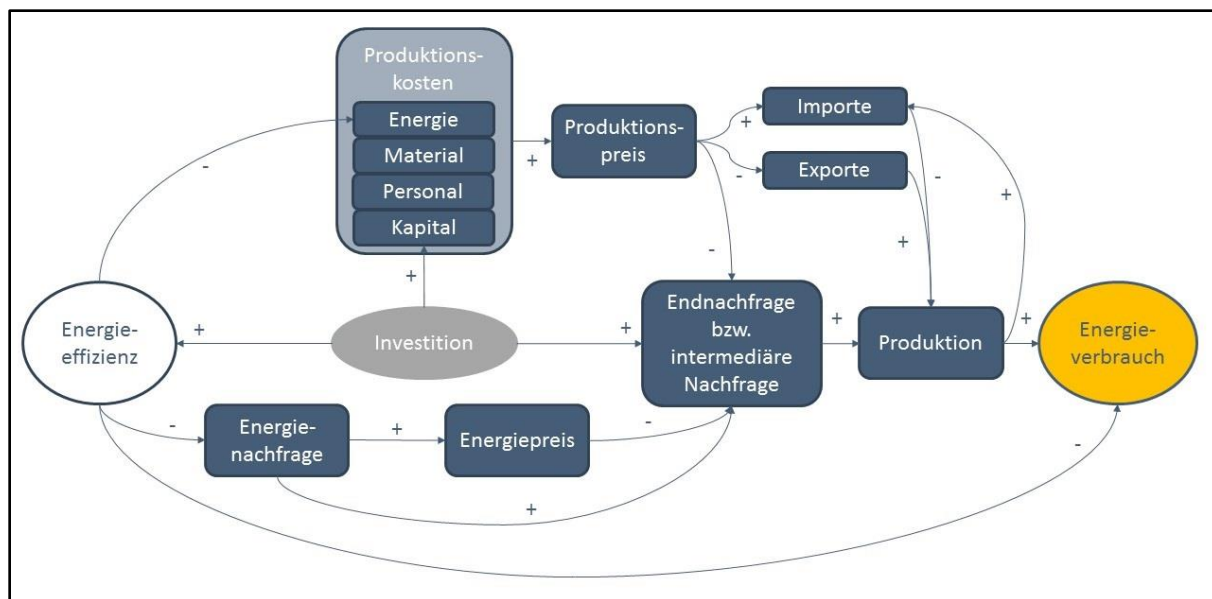 Produktions-
kosten
Energie
Material
Personal
Kapital
+
Produktions-
preis
+
-
Importe
Exporte
-
+
+
-
-
+
Energie-
effizienz
+
Investition
+
Endnachfrage
bzw.
intermediäre
Nachfrage
+
Produktion
+
Energie-
verbrauch
-
Energie-
nachfrage
+
Energiepreis
-
+
-